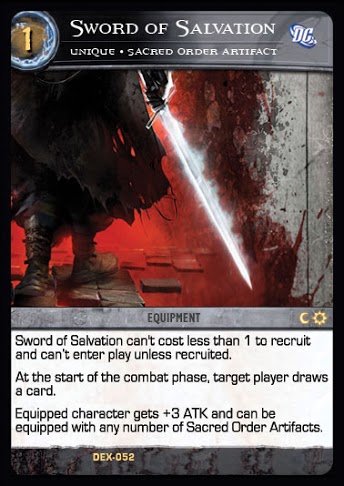 1
Sword of Salvation
Unique • Sacred Order Artifact
DC
EQUIPMENT
Sword of Salvation can't cost less than 1 to recruit
and can't enter play unless recruited.
At the start of the combat phase, target player draws
a card.
Equipped character gets +3 ATK and can be
equipped with any number of Sacred Order Artifacts.
DEX-052